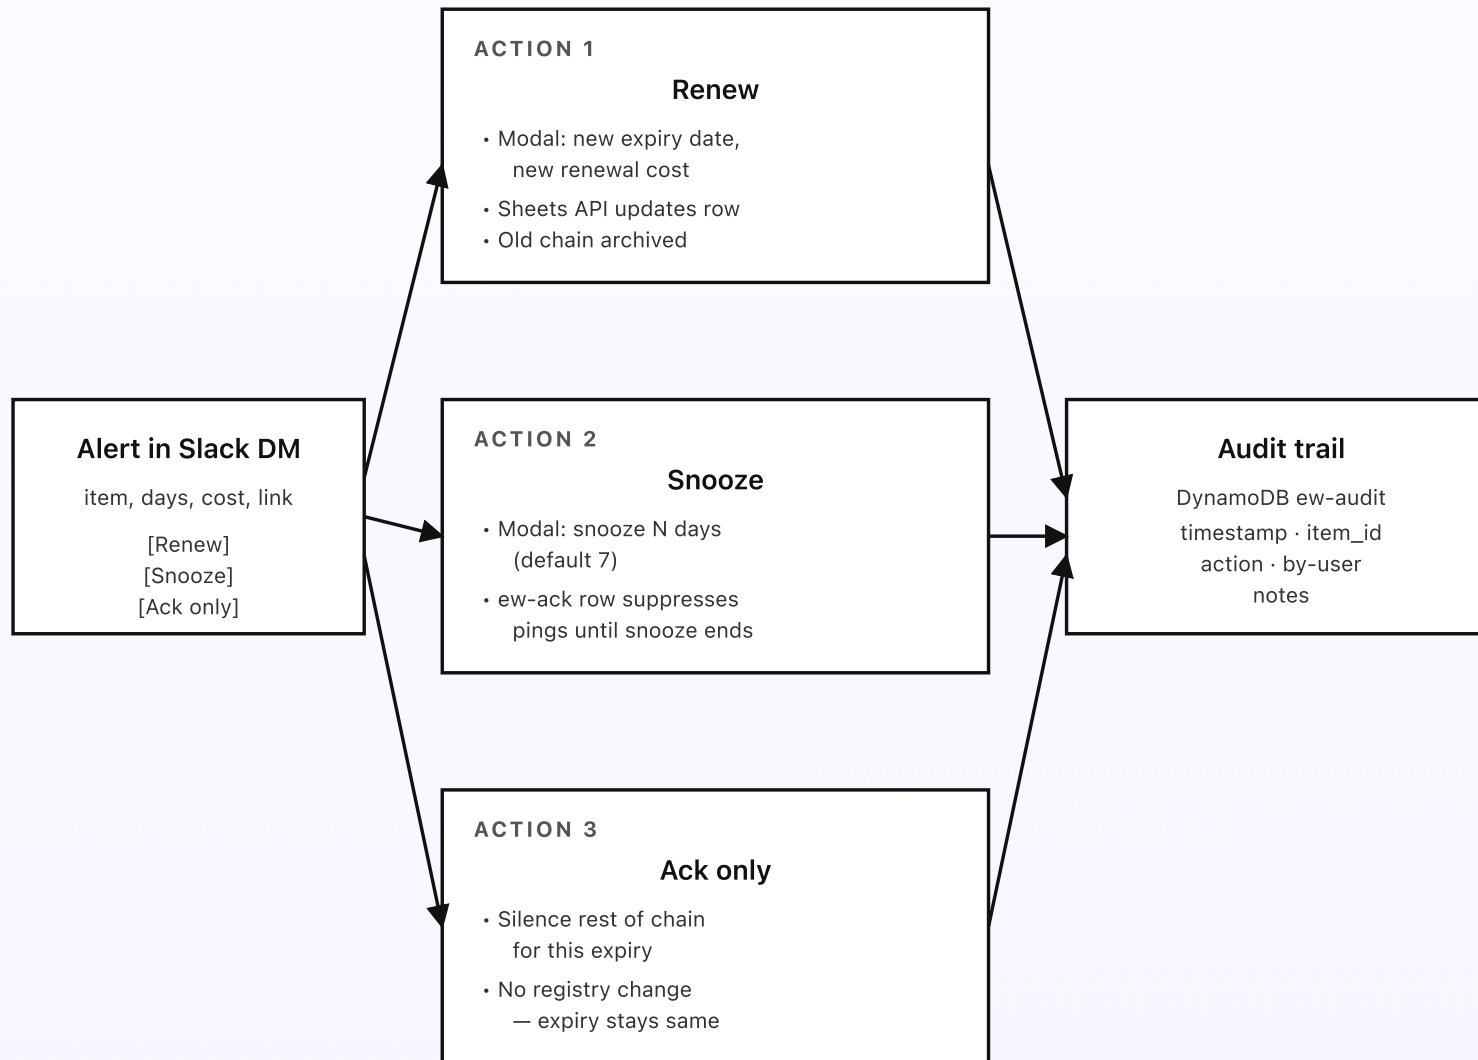 Alert in Slack DM
item, days, cost, link
[Renew]
[Snooze]
[Ack only]
ACTION 1
Renew
• Modal: new expiry date,
new renewal cost
• Sheets API updates row
• Old chain archived
ACTION 2
Snooze
• Modal: snooze N days
(default 7)
• ew-ack row suppresses
pings until snooze ends
ACTION 3
Ack only
• Silence rest of chain
for this expiry
• No registry change
— expiry stays same
Audit trail
DynamoDB ew-audit
timestamp · item_id
action · by-user
notes